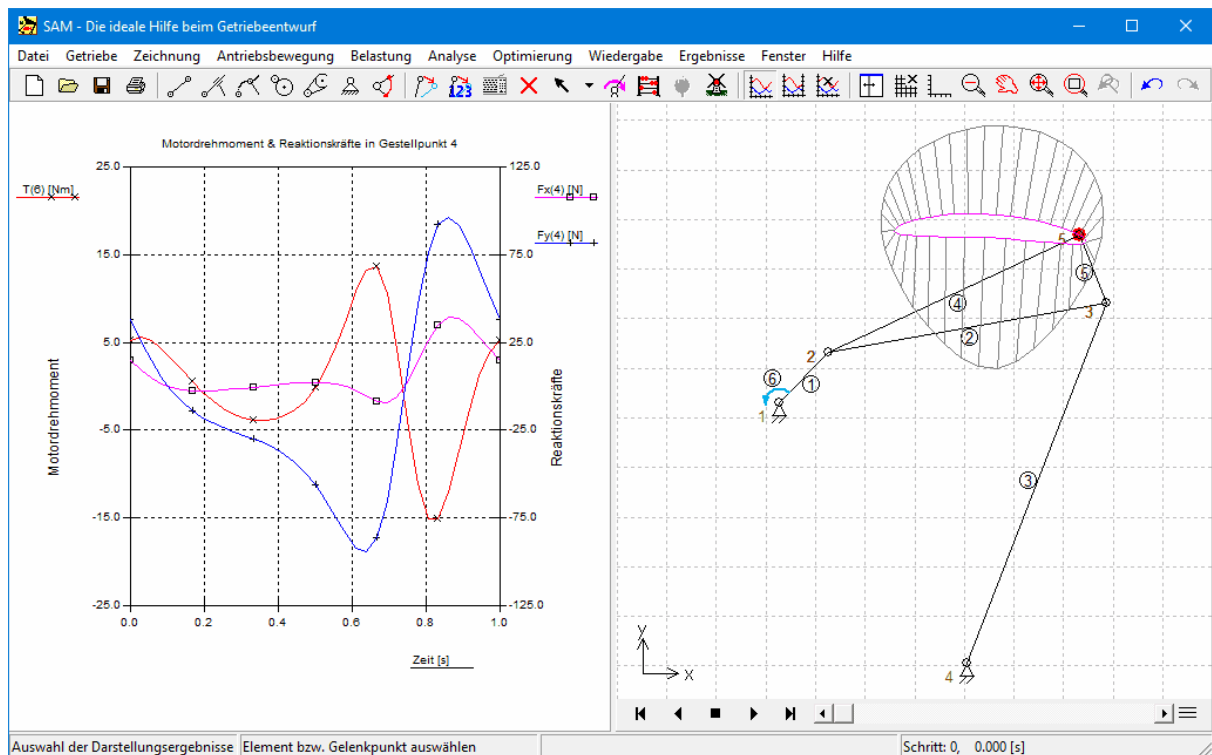 SAM - Die ideale Hilfe beim Getriebeentwurf
Datei Getriebe Zeichnung Antriebsbewegung Belastung Analyse Optimierung Wiedergabe Ergebnisse Fenster Hilfe
123
Motordrehmoment & Reaktionskräfte in Gestellpunkt 4
25.0
125.0
T(6) [Nm]
Fx(4) [N]
Fy(4) [N]
15.0
75.0
5.0
25.0
-5.0
-25.0
-15.0
-75.0
-25.0
-125.0
Motordrehmoment
Reaktionskräfte
0.0 0.2 0.4 0.6 0.8 1.0
Zeit [s]
5
5
4
3
2
2
6
1
1
3
4
Y
X
Auswahl der Darstellungsergebnisse
Element bzw. Gelenkpunkt auswählen
Schritt: 0, 0.000 [s]